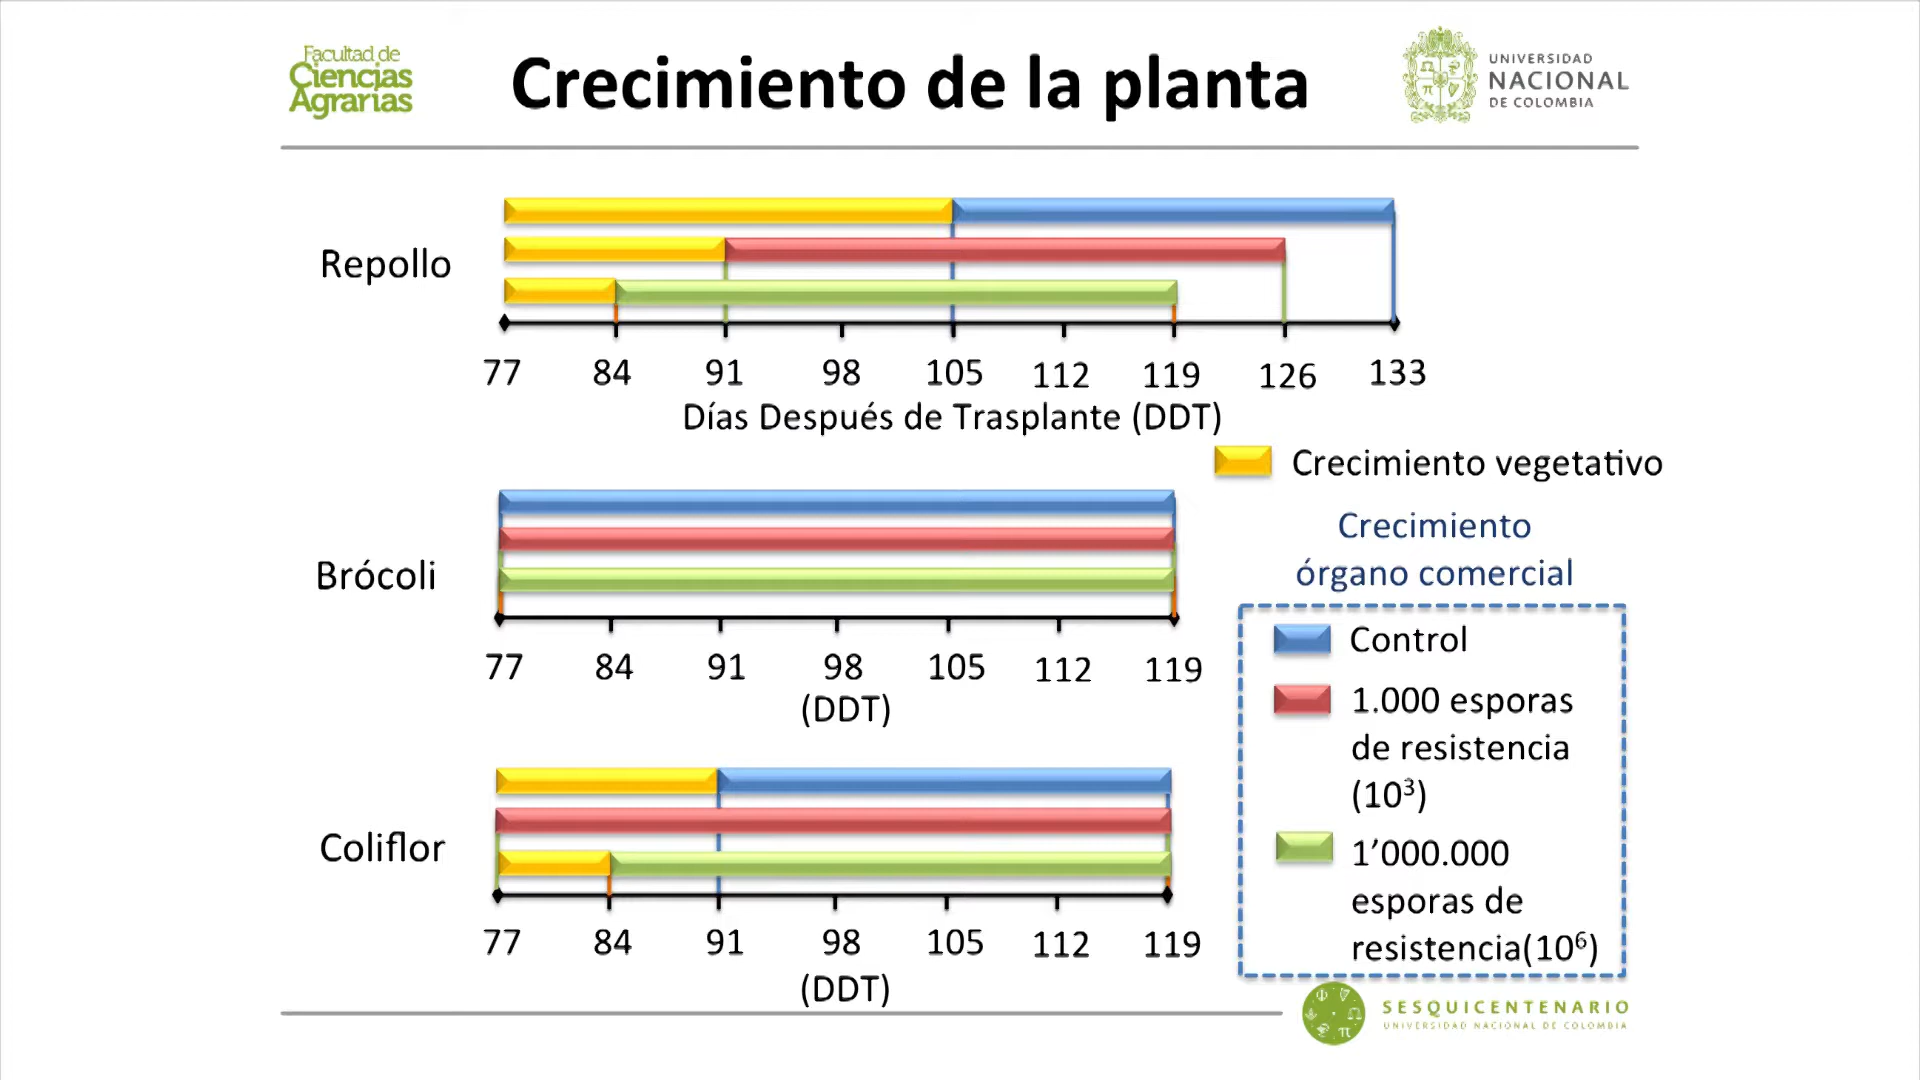 Facultad de
Ciencias
Agrarias
Crecimiento de la planta
UNIVERSIDAD
NACIONAL
DE COLOMBIA
Repollo
77 84 91 98 105 112 119 126 133
Días Después de Trasplante (DDT)
Crecimiento vegetativo
Crecimiento
órgano comercial
Brócoli
77 84 91 98 105 112 119
(DDT)
Control
1.000 esporas
de resistencia
(10³)
1’000.000
esporas de
resistencia(10⁶)
Coliflor
77 84 91 98 105 112 119
(DDT)
SESQUICENTENARIO
UNIVERSIDAD NACIONAL DE COLOMBIA